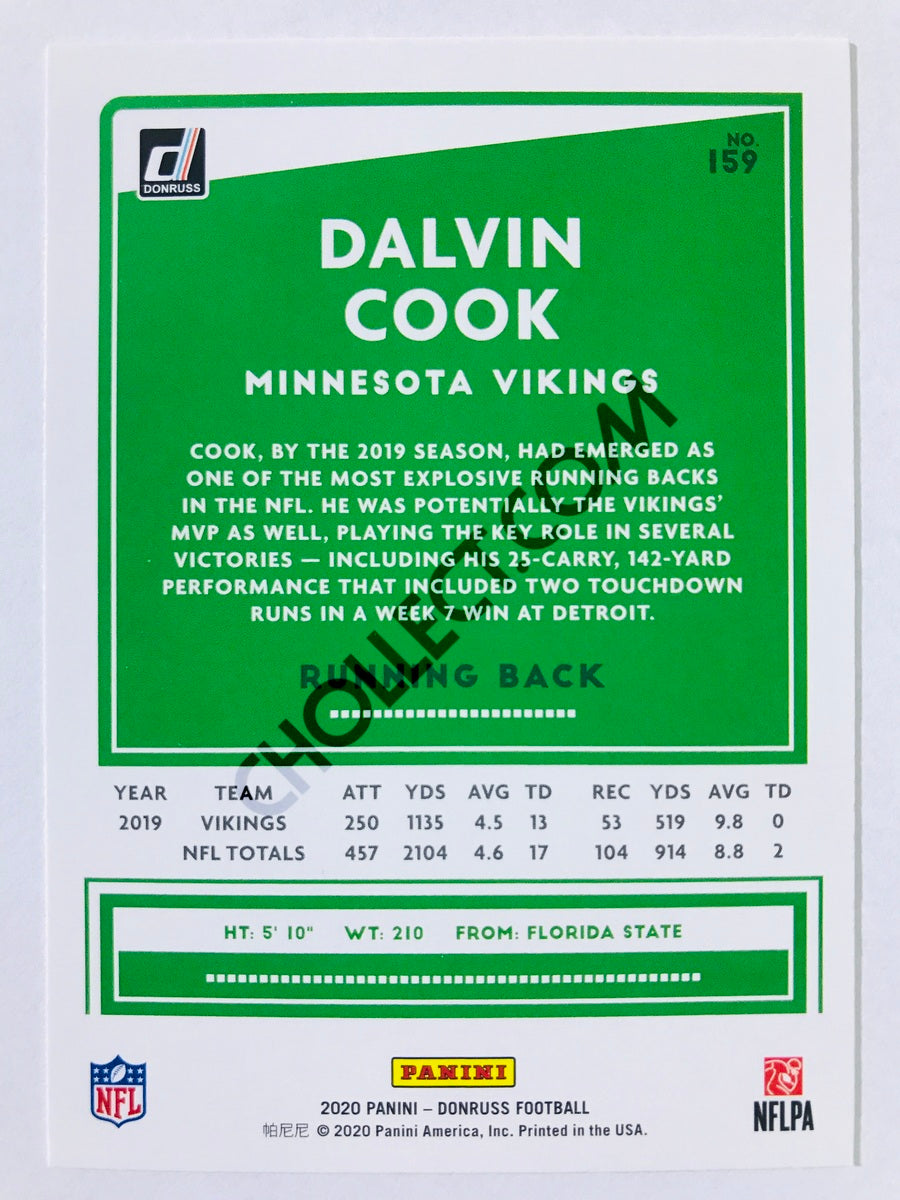 DONRUSS
NO.
159
DALVIN
COOK
MINNESOTA VIKINGS
COOK, BY THE 2019 SEASON, HAD EMERGED AS
ONE OF THE MOST EXPLOSIVE RUNNING BACKS
IN THE NFL. HE WAS POTENTIALLY THE VIKINGS'
MVP AS WELL, PLAYING THE KEY ROLE IN SEVERAL
VICTORIES — INCLUDING HIS 25-CARRY, 142-YARD
PERFORMANCE THAT INCLUDED TWO TOUCHDOWN
RUNS IN A WEEK 7 WIN AT DETROIT.
RUNNING BACK
CHOLLECT.COM
YEAR TEAM ATT YDS AVG TD REC YDS AVG TD
2019 VIKINGS 250 1135 4.5 13 53 519 9.8 0
NFL TOTALS 457 2104 4.6 17 104 914 8.8 2
HT: 5' 10" WT: 210 FROM: FLORIDA STATE
NFL
PANINI
NFLPA
2020 PANINI – DONRUSS FOOTBALL
帕尼尼 © 2020 Panini America, Inc. Printed in the USA.